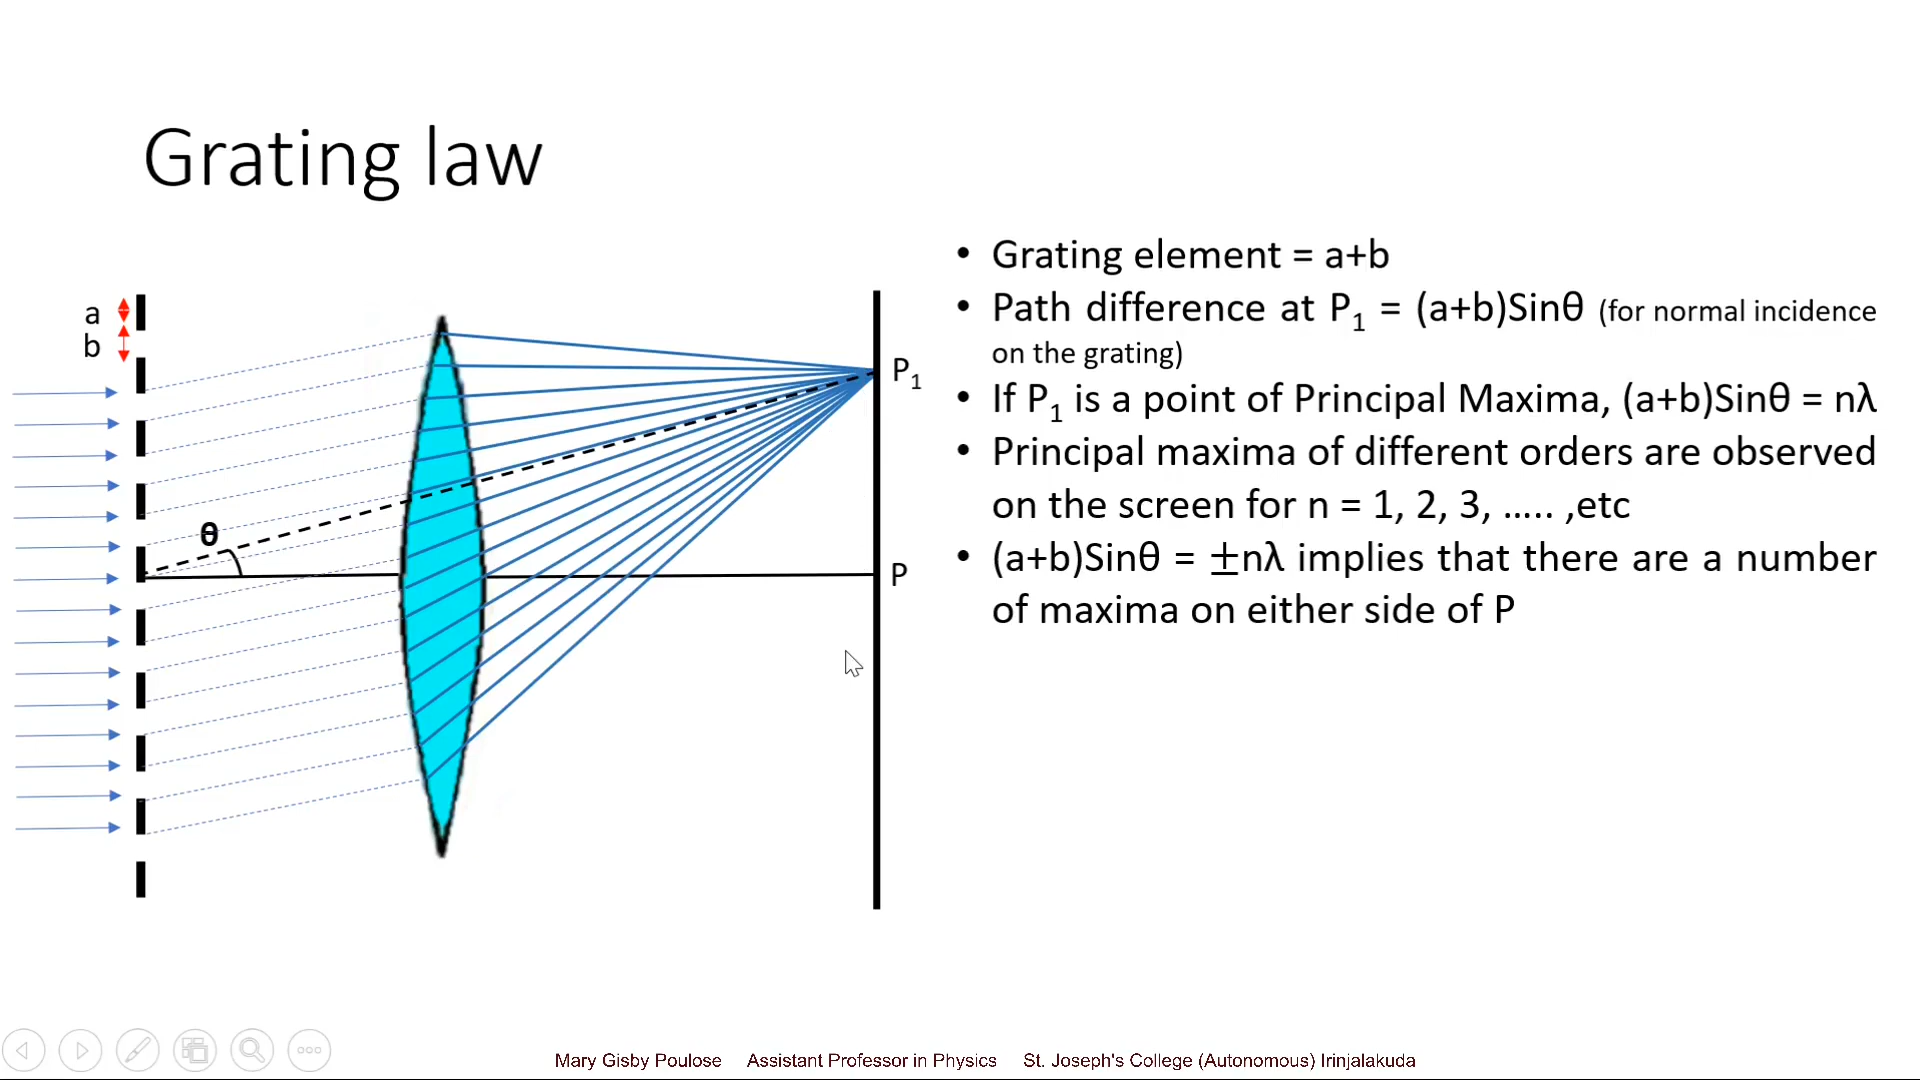 Grating law
a
b
θ
P₁
P
• Grating element = a+b
• Path difference at P₁ = (a+b)Sinθ (for normal incidence
on the grating)
• If P₁ is a point of Principal Maxima, (a+b)Sinθ = nλ
• Principal maxima of different orders are observed
on the screen for n = 1, 2, 3, ….. ,etc
• (a+b)Sinθ = ±nλ implies that there are a number
of maxima on either side of P
Mary Gisby Poulose Assistant Professor in Physics St. Joseph's College (Autonomous) Irinjalakuda